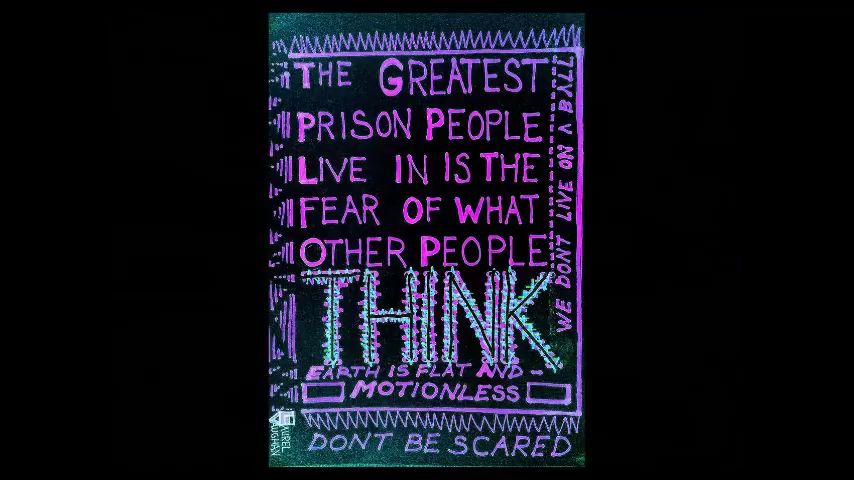 THE GREATEST
PRISON PEOPLE
LIVE IN IS THE
FEAR OF WHAT
OTHER PEOPLE
THINK
EARTH IS FLAT AND -
MOTIONLESS
DONT BE SCARED
WE DONT LIVE ON A BALL